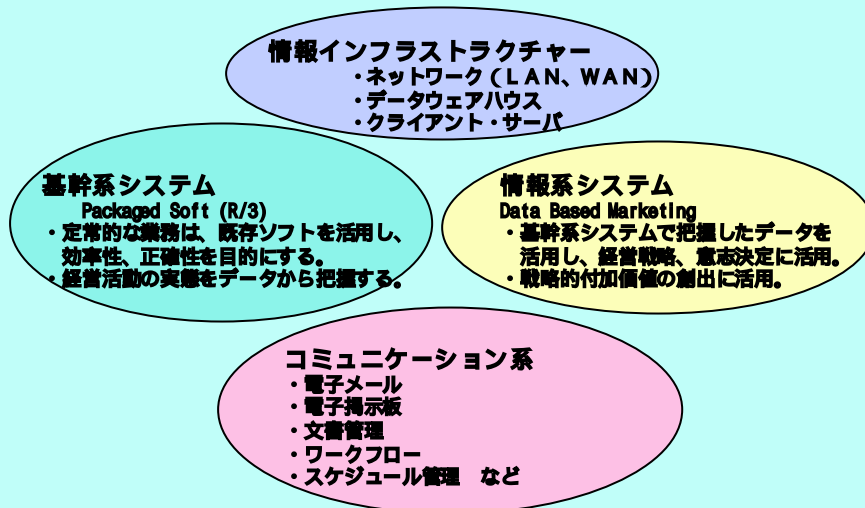 情報インフラストラクチャー
・ネットワーク(LAN、WAN)
・データウェアハウス
・クライアント・サーバ
基幹系システム
Packaged Soft (R/3)
・定常的な業務は、既存ソフトを活用し、
効率性、正確性を目的にする。
・経営活動の実態をデータから把握する。
情報系システム
Data Based Marketing
・基幹系システムで把握したデータを
活用し、経営戦略、意志決定に活用。
・戦略的付加価値の創出に活用。
コミュニケーション系
・電子メール
・電子掲示板
・文書管理
・ワークフロー
・スケジュール管理 など